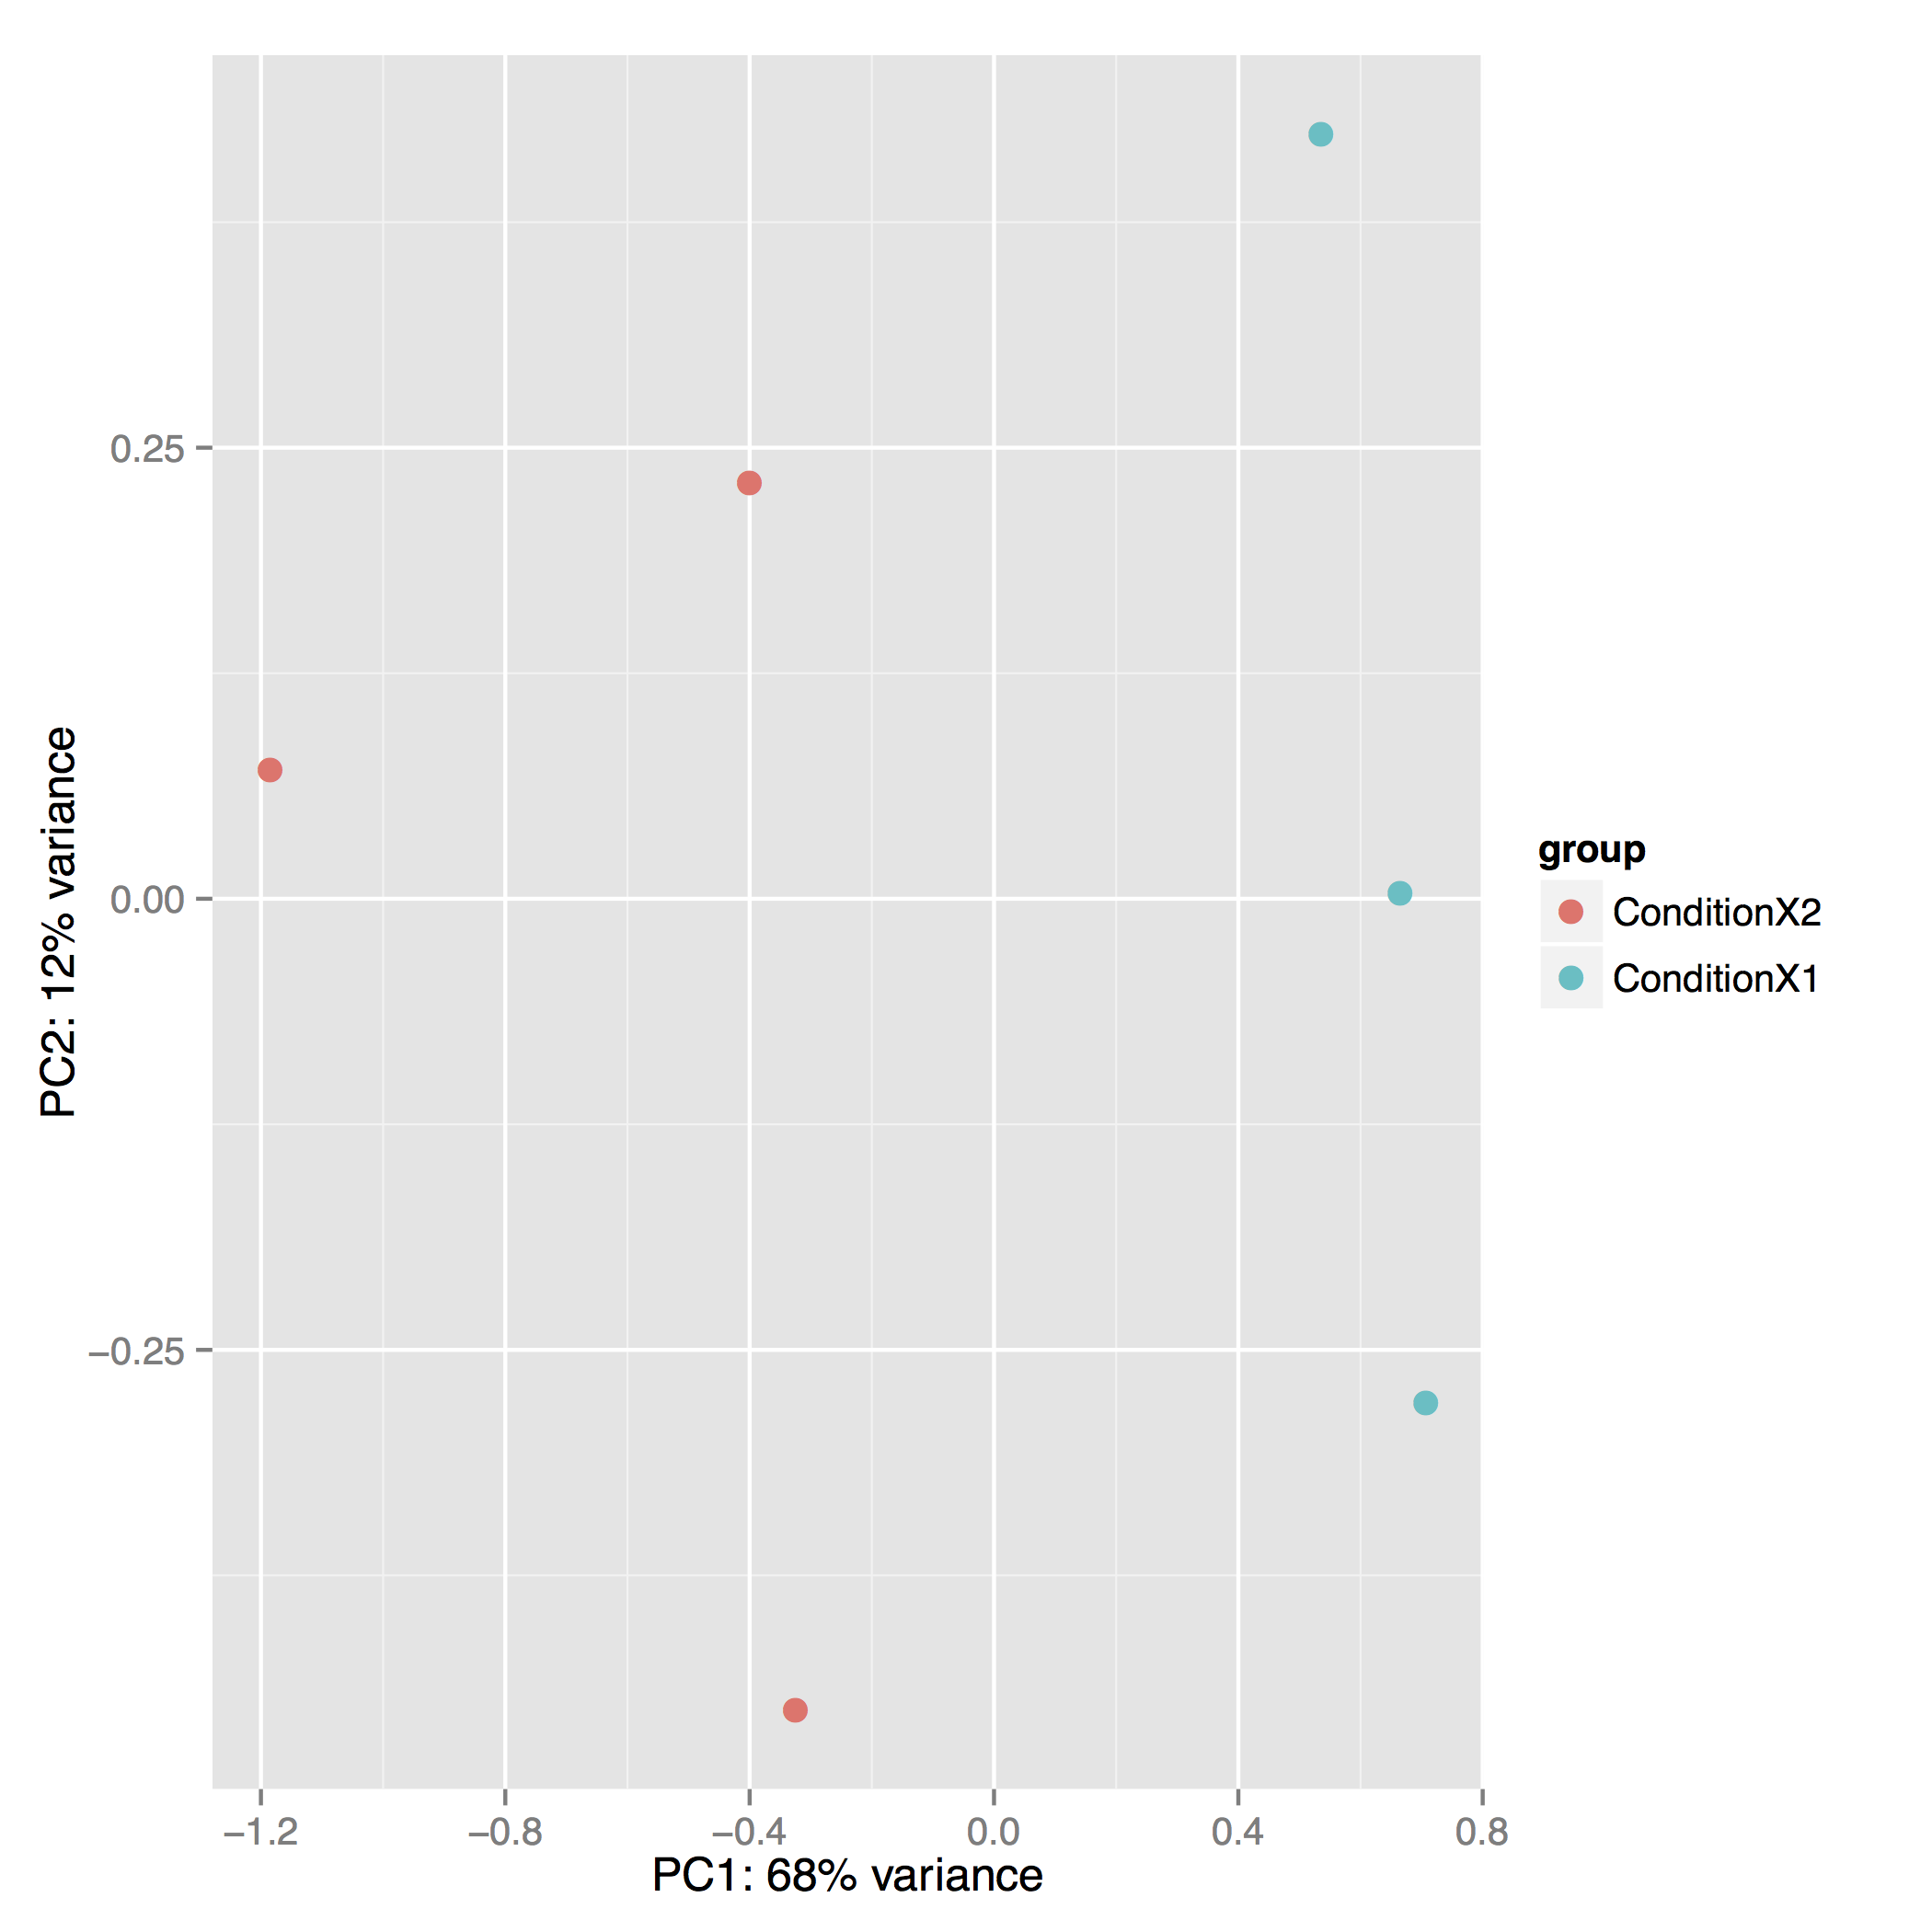 PC2: 12% variance
0.25
0.00
−0.25
−1.2 −0.8 −0.4 0.0 0.4 0.8
PC1: 68% variance
group
ConditionX2
ConditionX1